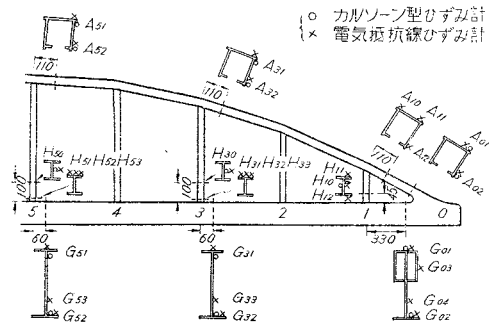 ○ カルソーン型ひずみ計
× 電気抵抗線ひずみ計
A51
A52
110
A31
A32
110
A10
A11
A12
A01
A02
110
H50
H51 H52 H53
H30
H31 H32 H33
H11
H10
H12
100
100
45
5
4
3
2
1
0
60
60
330
G51
G53
G52
G31
G33
G32
G01
G03
G04
G02